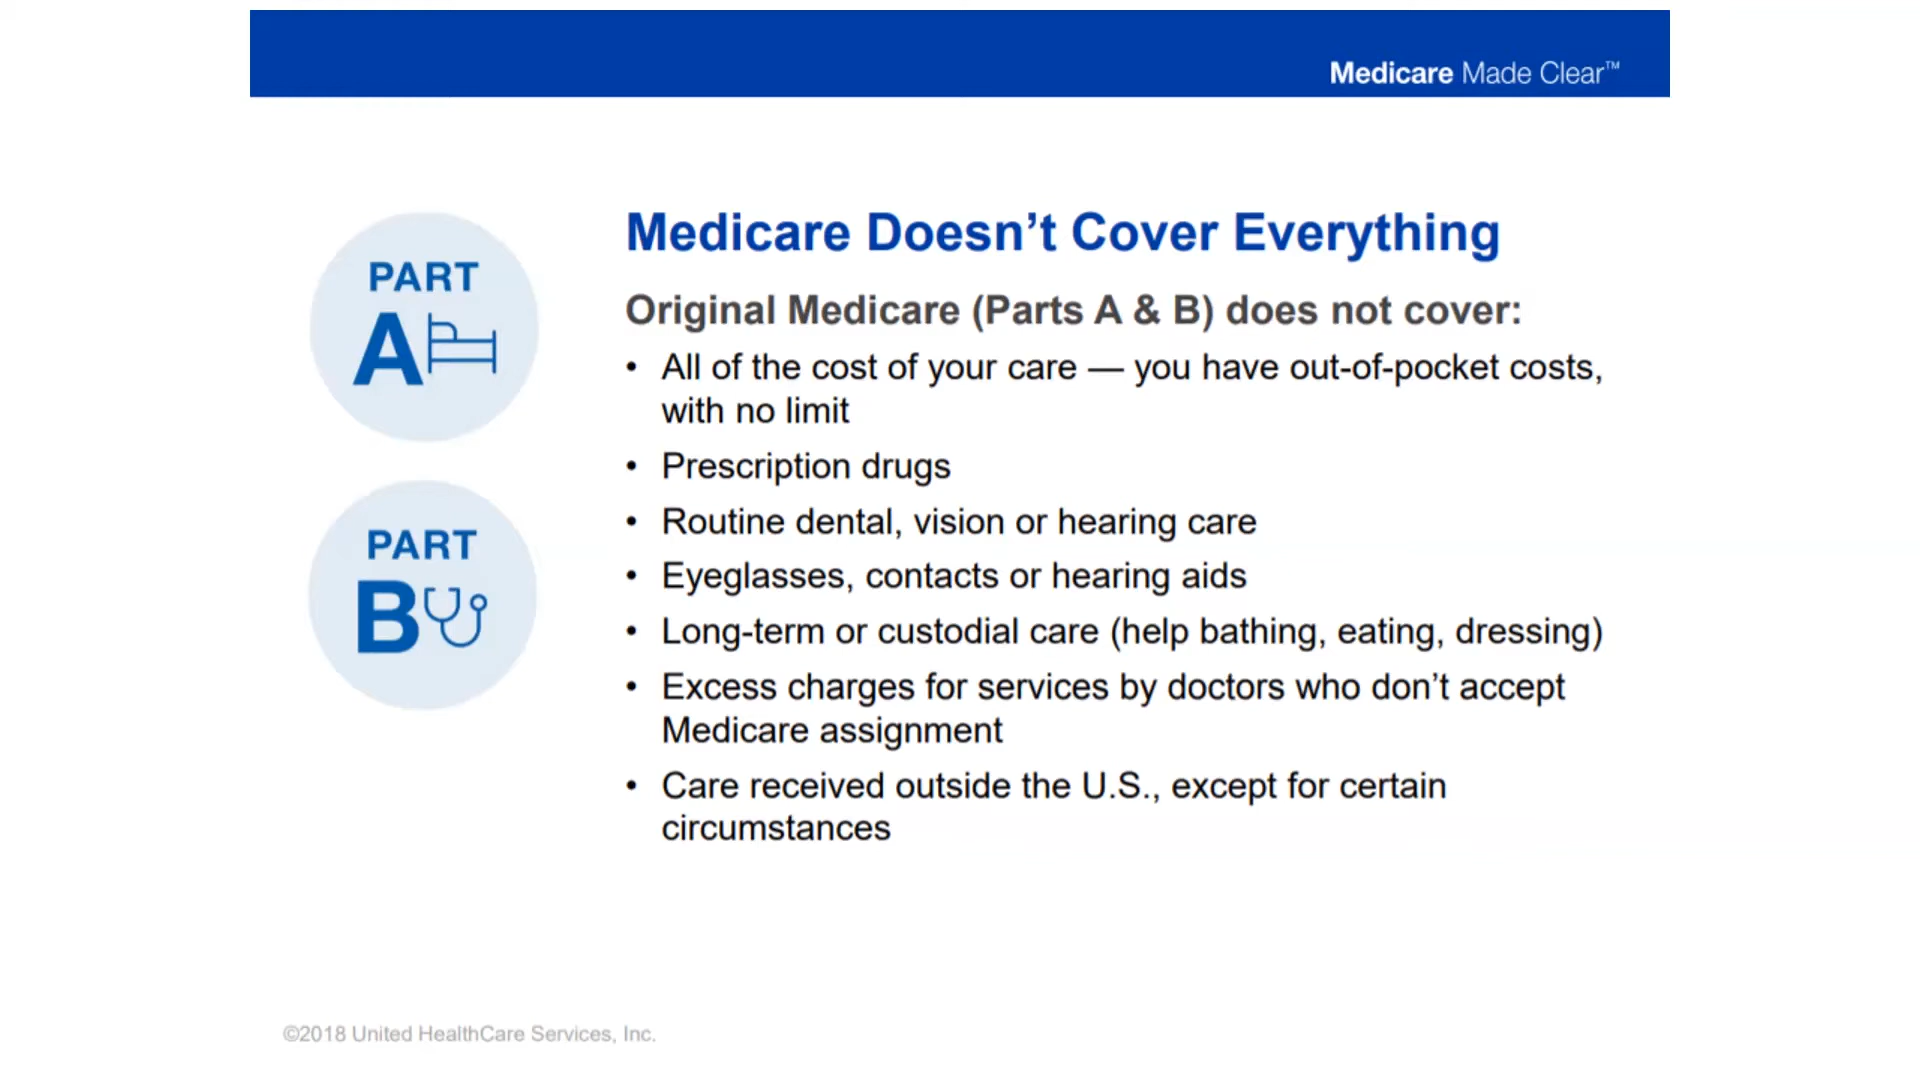 Medicare Made Clear™
PART
A
PART
B
Medicare Doesn’t Cover Everything
Original Medicare (Parts A & B) does not cover:
• All of the cost of your care — you have out-of-pocket costs,
with no limit
• Prescription drugs
• Routine dental, vision or hearing care
• Eyeglasses, contacts or hearing aids
• Long-term or custodial care (help bathing, eating, dressing)
• Excess charges for services by doctors who don’t accept
Medicare assignment
• Care received outside the U.S., except for certain
circumstances
©2018 United HealthCare Services, Inc.